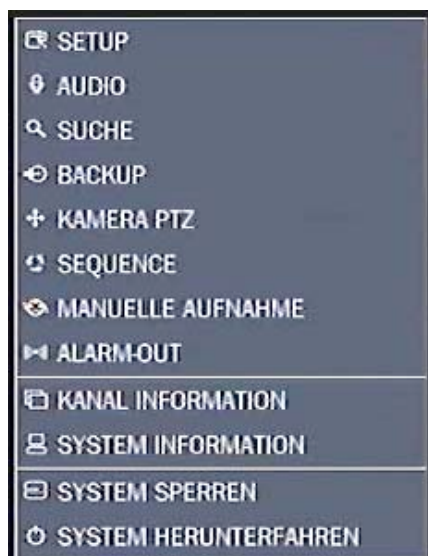 SETUP
AUDIO
SUCHE
BACKUP
KAMERA PTZ
SEQUENCE
MANUELLE AUFNAHME
ALARM-OUT
KANAL INFORMATION
SYSTEM INFORMATION
SYSTEM SPERREN
SYSTEM HERUNTERFAHREN